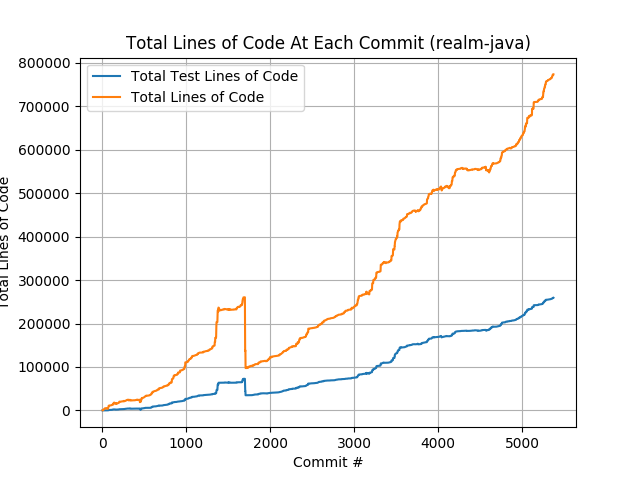 Total Lines of Code At Each Commit (realm-java)
Total Test Lines of Code
Total Lines of Code
800000
700000
600000
500000
400000
300000
200000
100000
0
Total Lines of Code
0 1000 2000 3000 4000 5000
Commit #